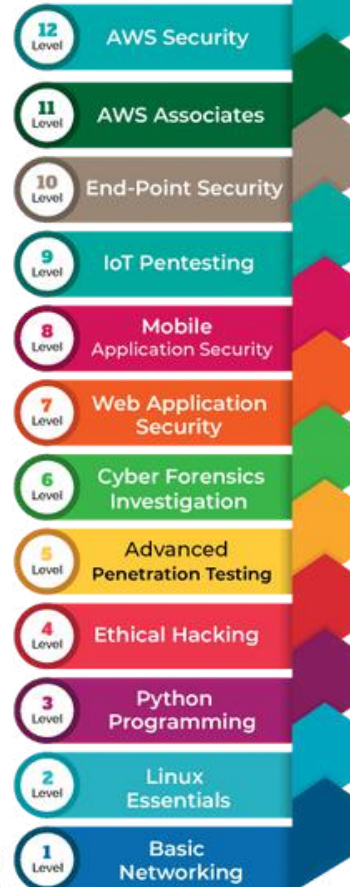 12
Level
AWS Security
11
Level
AWS Associates
10
Level
End-Point Security
9
Level
IoT Pentesting
8
Level
Mobile
Application Security
7
Level
Web Application
Security
6
Level
Cyber Forensics
Investigation
5
Level
Advanced
Penetration Testing
4
Level
Ethical Hacking
3
Level
Python
Programming
2
Level
Linux
Essentials
1
Level
Basic
Networking